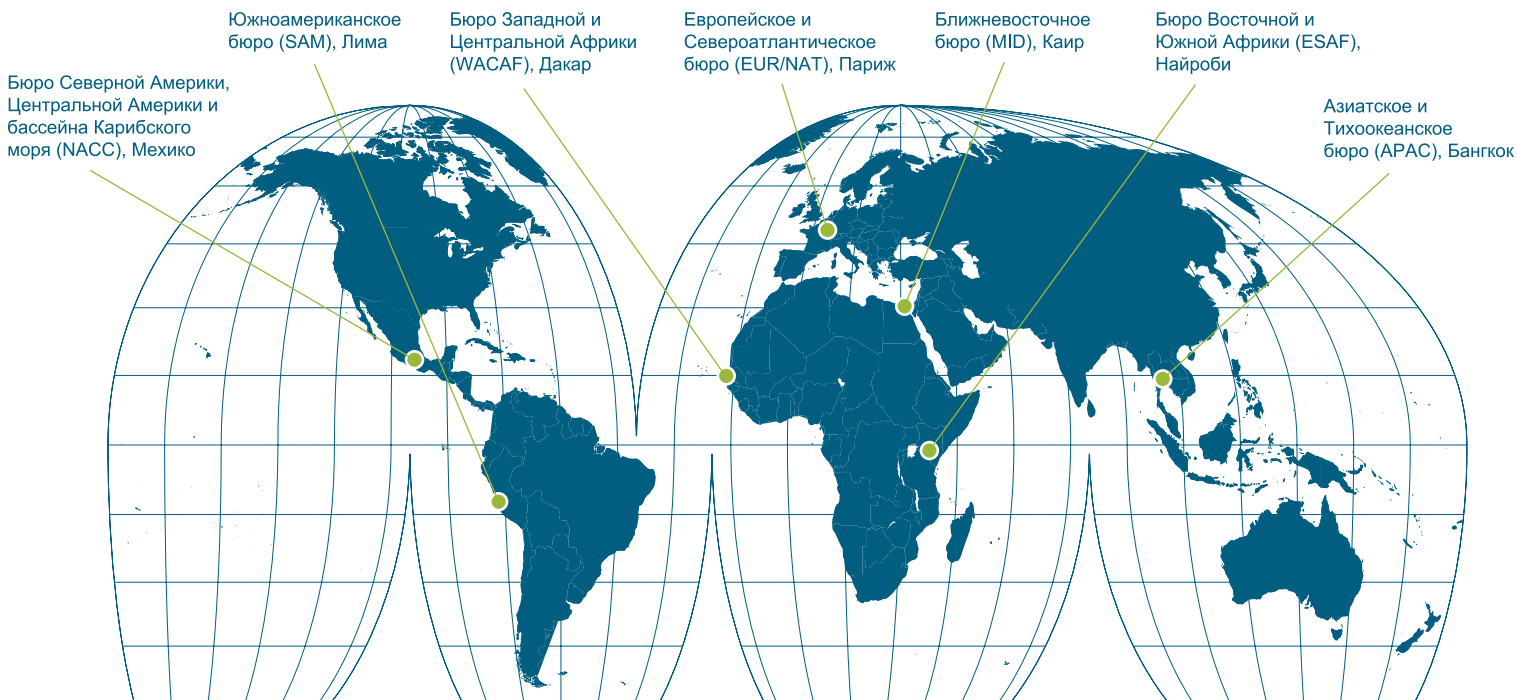 Южноамериканское
бюро (SAM), Лима
Бюро Западной и
Центральной Африки
(WACAF), Дакар
Европейское и
Североатлантическое
бюро (EUR/NAT), Париж
Ближневосточное
бюро (MID), Каир
Бюро Восточной и
Южной Африки (ESAF),
Найроби
Бюро Северной Америки,
Центральной Америки и
бассейна Карибского
моря (NACC), Мехико
Азиатское и
Тихоокеанское
бюро (APAC), Бангкок